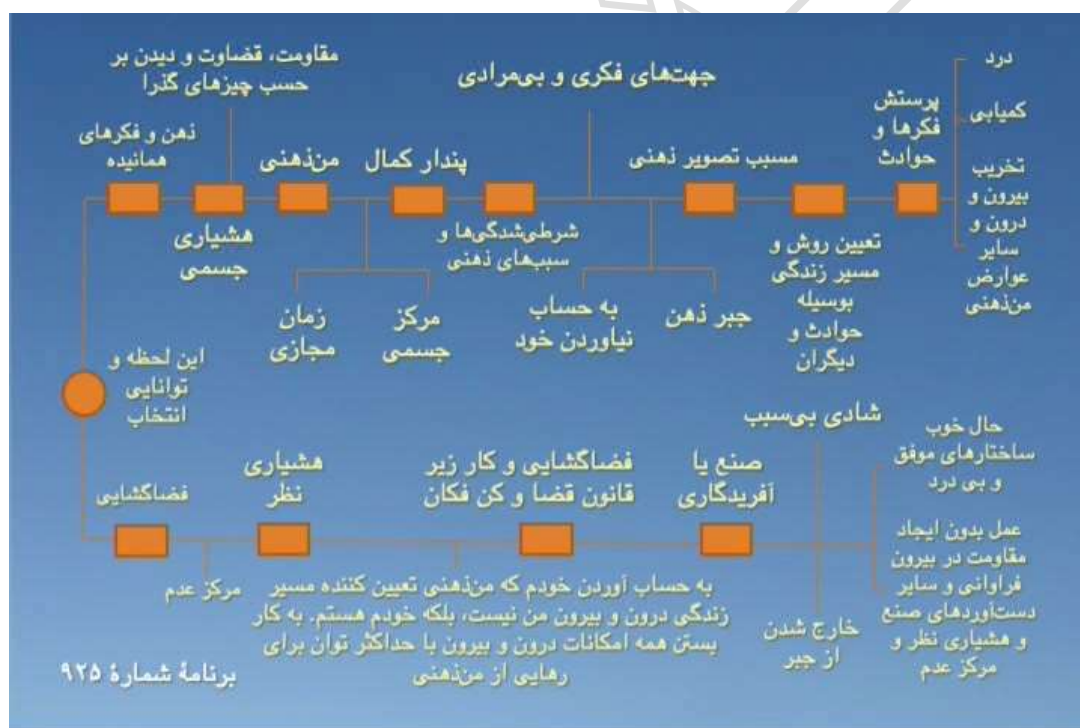 مقاومت، قضاوت و دیدن بر
حسب چیزهای گذرا
جهت‌های فکری و بی‌مرادی
درد
کمیابی
تخریب
بیرون و
درون و
سایر
عوارض
من‌ذهنی
پرستش
فکرها و
حوادث
ذهن و فکرهای
همانیده
من‌ذهنی
پندار کمال
مسبب تصویر ذهنی
هشیاری
جسمی
شرطی‌شدگی‌ها و
سبب‌های ذهنی
تعیین روش و
مسیر زندگی
بوسیله
حوادث و
دیگران
زمان
مجازی
مرکز
جسمی
به حساب
نیاوردن خود
جبر ذهن
این لحظه و
توانایی
انتخاب
شادی بی‌سبب
حال خوب
ساختارهای موفق
و بی درد
فضاگشایی
هشیاری
نظر
فضاگشایی و کار زیر
قانون قضا و کن فکان
صنع یا
آفریدگاری
عمل بدون ایجاد
مقاومت در بیرون
فراوانی و سایر
دست‌آوردهای صنع
و هشیاری نظر و
مرکز عدم
مرکز عدم
به حساب آوردن خودم که من‌ذهنی تعیین کننده مسیر
زندگی درون و بیرون من نیست، بلکه خودم هستم. به کار
بستن همه امکانات درون و بیرون با حداکثر توان برای
رهایی از من‌ذهنی
خارج شدن
از جبر
برنامهٔ شمارهٔ ۹۲۵